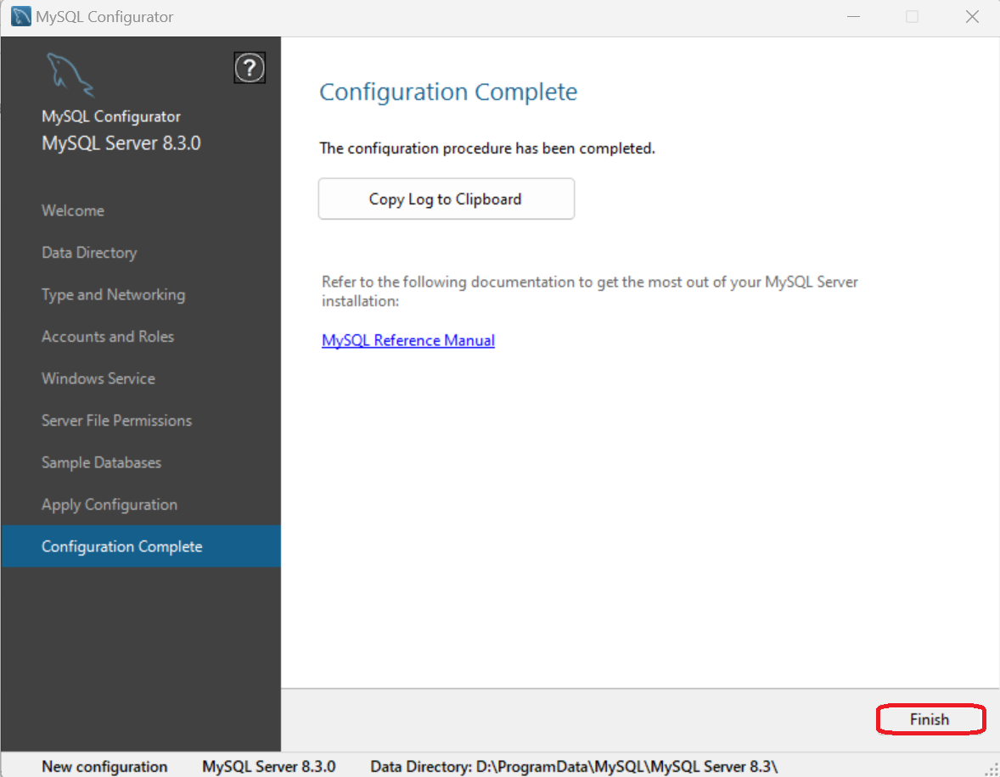 MySQL Configurator
?
MySQL Configurator
MySQL Server 8.3.0
Welcome
Data Directory
Type and Networking
Accounts and Roles
Windows Service
Server File Permissions
Sample Databases
Apply Configuration
Configuration Complete
Configuration Complete
The configuration procedure has been completed.
Copy Log to Clipboard
Refer to the following documentation to get the most out of your MySQL Server
installation:
MySQL Reference Manual
Finish
New configuration MySQL Server 8.3.0 Data Directory: D:\ProgramData\MySQL\MySQL Server 8.3\